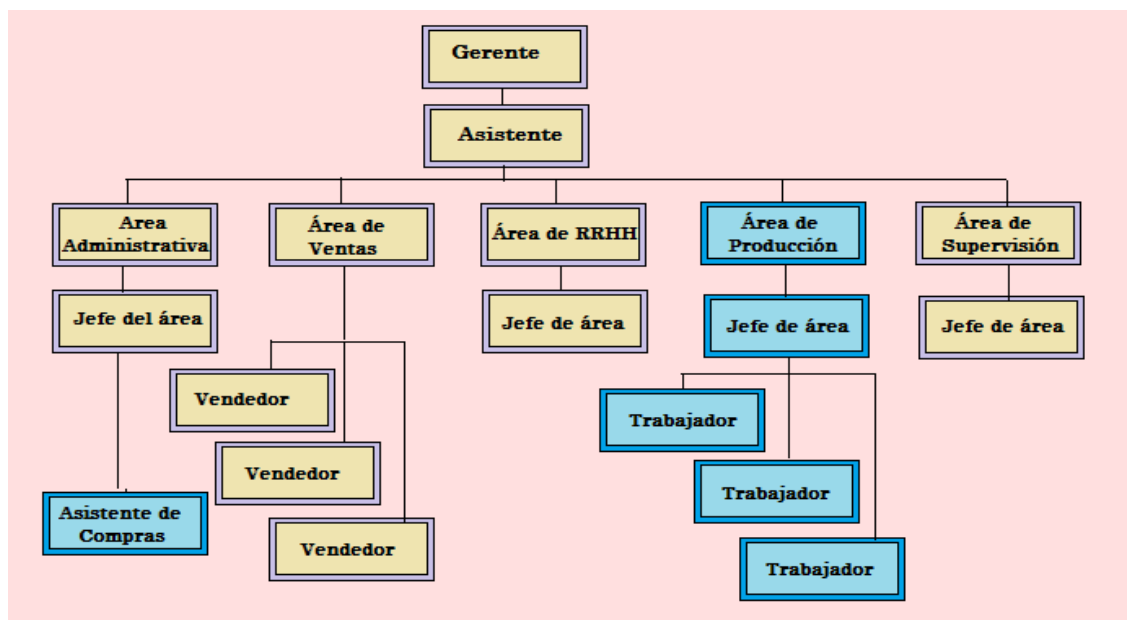 Gerente
Asistente
Area
Administrativa
Área de
Ventas
Área de RRHH
Área de
Producción
Área de
Supervisión
Jefe del área
Jefe de área
Jefe de área
Jefe de área
Vendedor
Vendedor
Vendedor
Trabajador
Trabajador
Trabajador
Asistente de
Compras